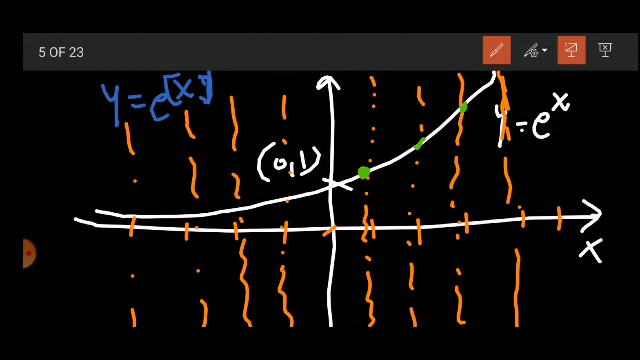 5 OF 23
y = e^[x]
y = e^x
(0,1)
x